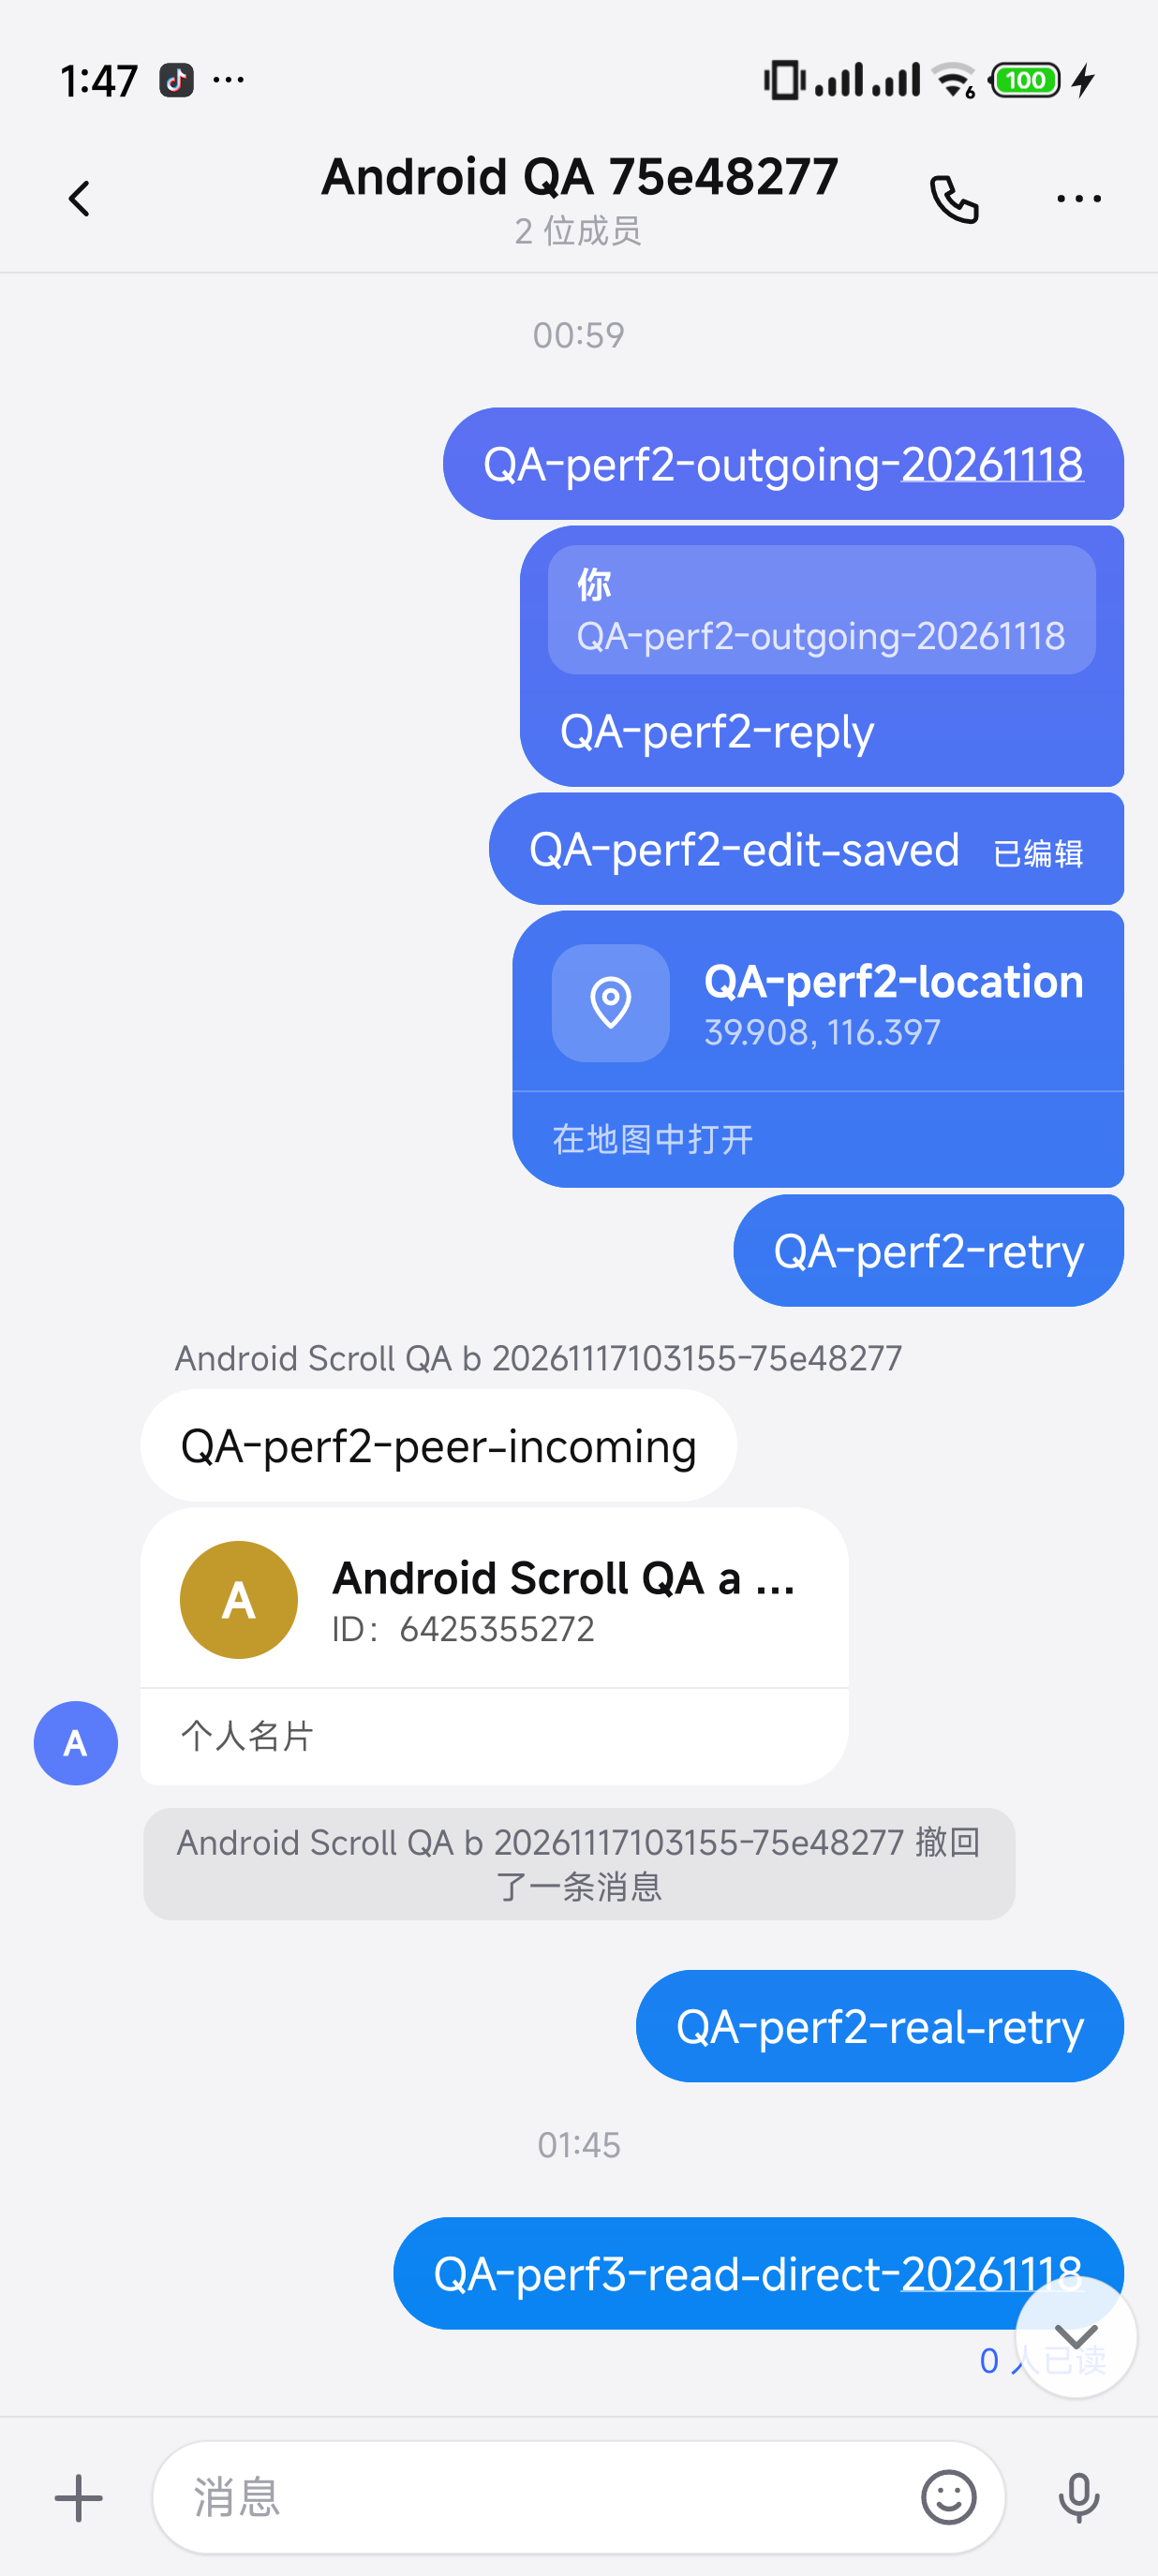 1:47 ...
6 100
Android QA 75e48277
2 位成员
00:59
QA-perf2-outgoing-20261118
你
QA-perf2-outgoing-20261118
QA-perf2-reply
QA-perf2-edit-saved 已编辑
QA-perf2-location
39.908, 116.397
在地图中打开
QA-perf2-retry
Android Scroll QA b 20261117103155-75e48277
QA-perf2-peer-incoming
A
Android Scroll QA a ...
ID：6425355272
个人名片
A
Android Scroll QA b 20261117103155-75e48277 撤回
了一条消息
QA-perf2-real-retry
01:45
QA-perf3-read-direct-20261118
0 人已读
消息